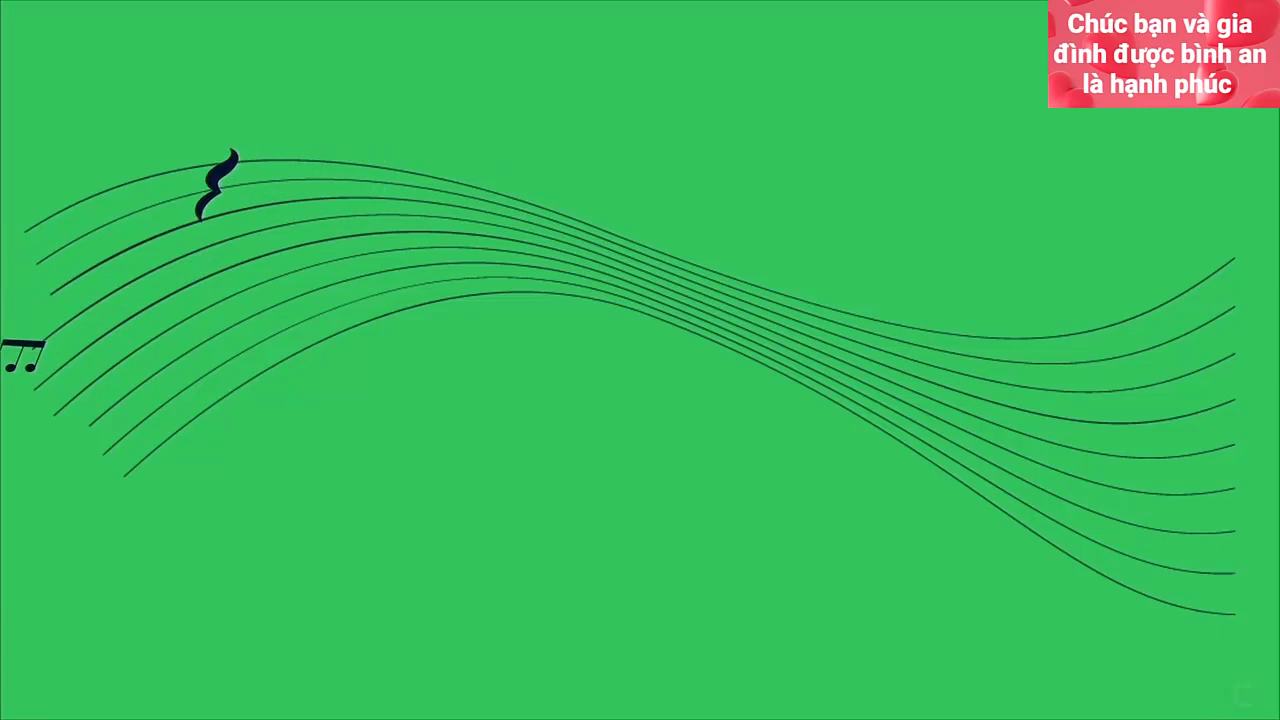 Chúc bạn và gia
đình được bình an
là hạnh phúc